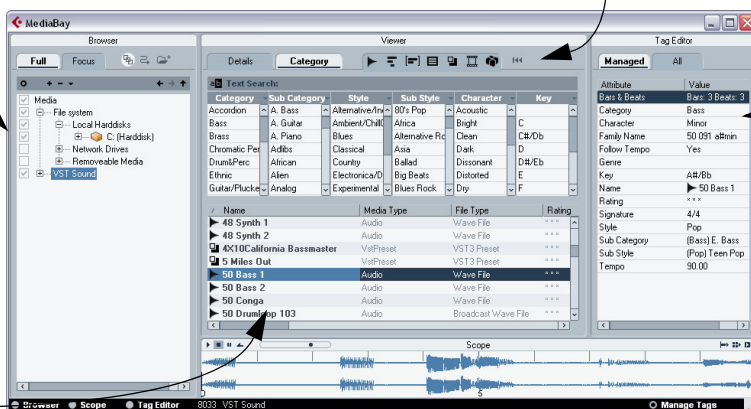 MediaBay
Browser
Viewer
Tag Editor
Full Focus
Details Category
Managed All
Text Search:
Category Sub Category Style Sub Style Character Key
Accordion A. Bass Alternative/In 80's Pop Acoustic
Bass A. Guitar Ambient/Chill Africa Bright C
Brass A. Piano Blues Alternative Ro Clean C#/Db
Chromatic Per Adlibs Classical Asia Dark D
Drum&Perc African Country Ballad Dissonant D#/Eb
Ethnic Alien Electronica/D Big Beats Distorted E
Guitar/Plucke Analog Experimental Blues Rock Dry F
Media
File system
Local Harddisks
C: (Harddisk)
Network Drives
Removeable Media
VST Sound
Name Media Type File Type Rating
48 Synth 1 Audio Wave File
48 Synth 2 Audio Wave File
4X10California Bassmaster VstPreset VST3 Preset
5 Miles Out VstPreset VST3 Preset
50 Bass 1 Audio Wave File
50 Bass 2 Audio Wave File
50 Conga Audio Wave File
50 Drumloop 103 Audio Broadcast Wave File
Attribute Value
Bars & Beats Bars: 3 Beats: 3
Category Bass
Character Minor
Family Name 50 091 a#min
Follow Tempo Yes
Genre
Key A#/Bb
Name 50 Bass 1
Rating * * *
Signature 4/4
Style Pop
Sub Category (Bass) E. Bass
Sub Style (Pop) Teen Pop
Tempo 90.00
Scope
5
Browser Scope Tag Editor 8033 VST Sound Manage Tags